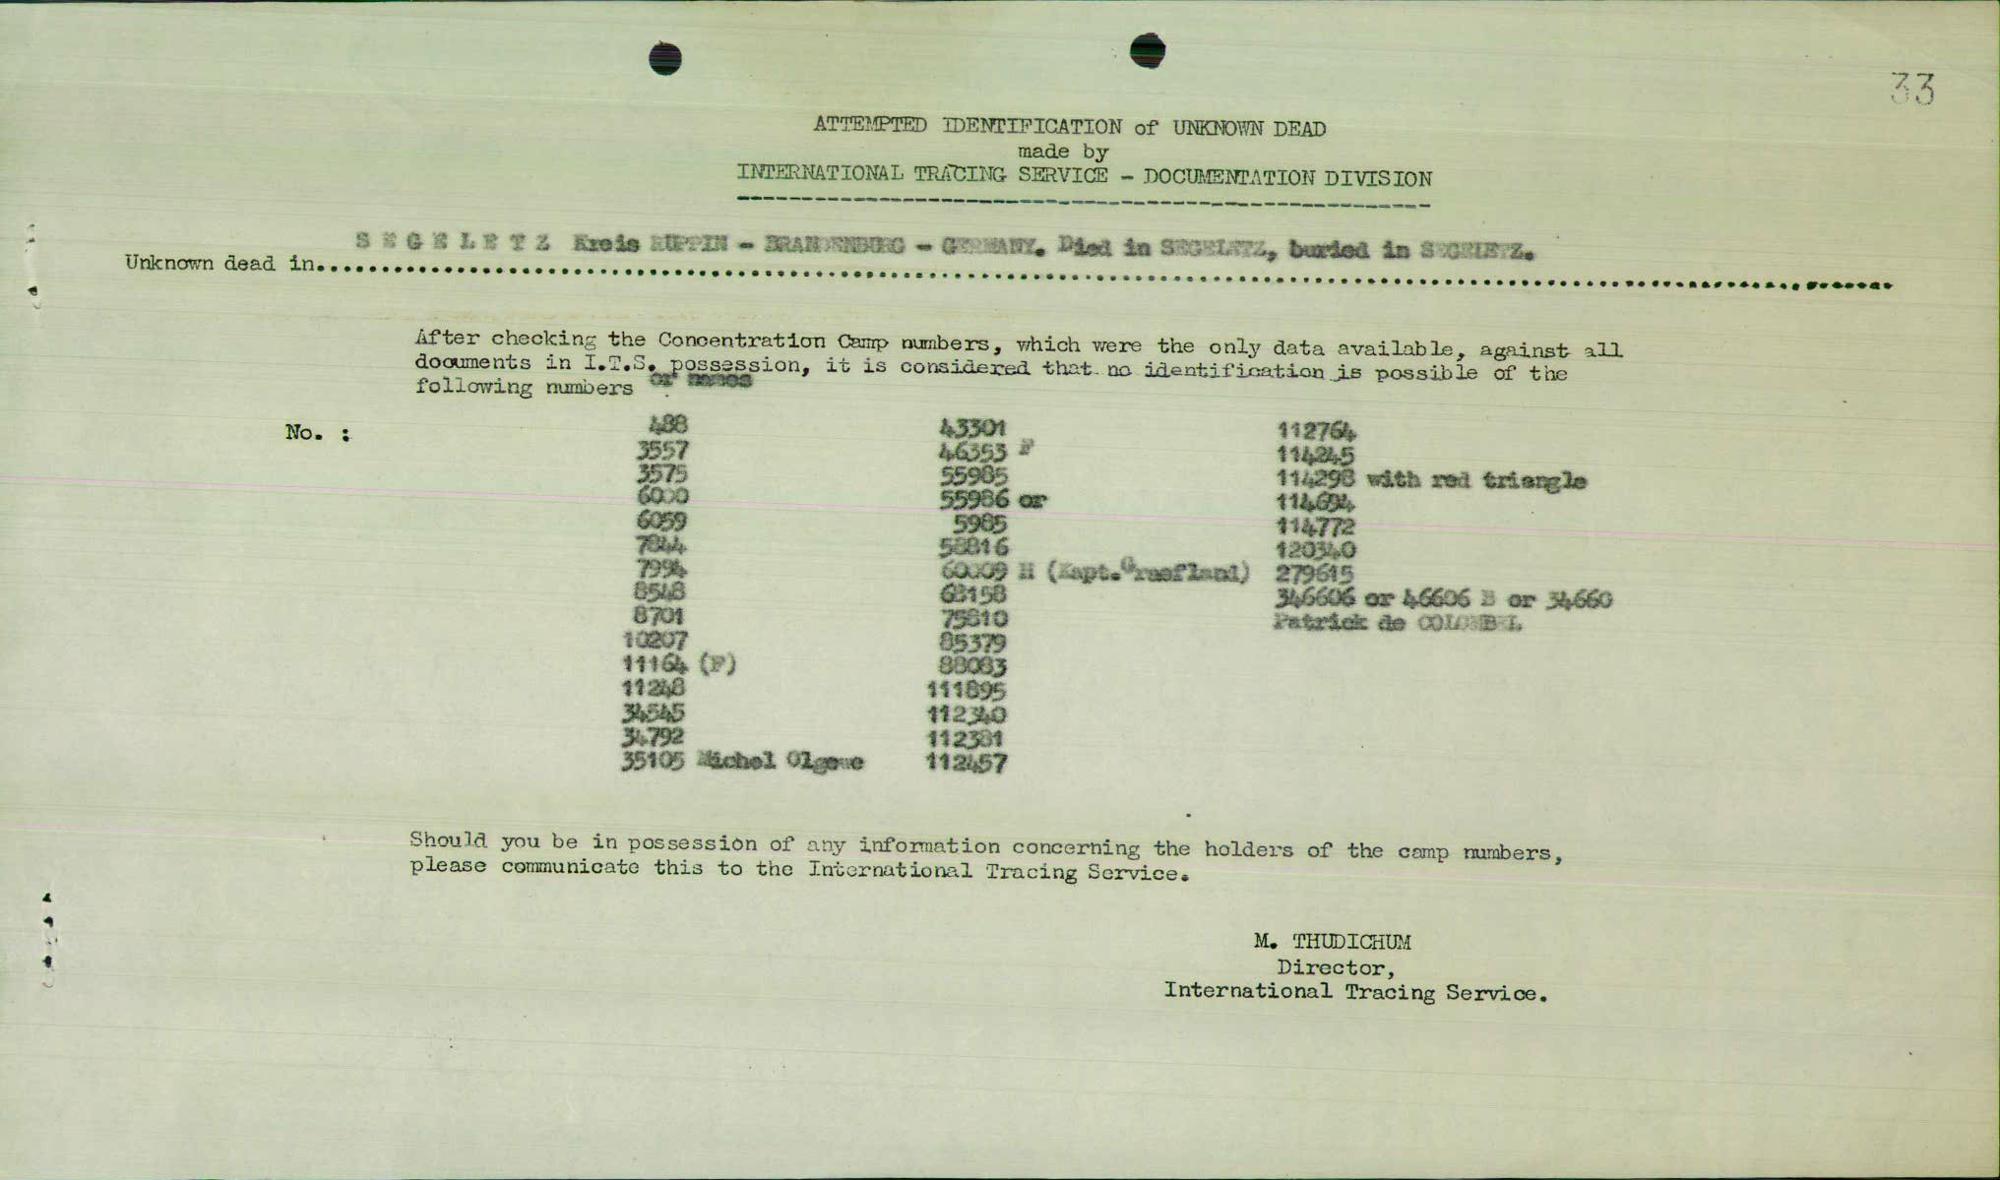 33
ATTEMPTED IDENTIFICATION of UNKNOWN DEAD
made by
INTERNATIONAL TRACING SERVICE - DOCUMENTATION DIVISION
S E G E L E T Z Kreis RUPPIN - BRANDENBURG - GERMANY. Died in SEGELETZ, buried in SEGELETZ.
Unknown dead in
After checking the Concentration Camp numbers, which were the only data available, against all
documents in I.T.S. possession, it is considered that no identification is possible of the
following numbers or names
No. :
488 43301 112764
3557 46353 F 114245
3575 55985 114298 with red triangle
6000 55986 or 114694
6059 5985 114772
7844 58816 120340
7994 60009 H (Kapt. Graefland) 279615
8548 68158 346606 or 46606 B or 34660
8701 75810 Patrick de COLOMBEL
10207 85379
11164 (F) 88083
11248 111895
34545 112340
34792 112381
35105 Michel 112457
Should you be in possession of any information concerning the holders of the camp numbers,
please communicate this to the International Tracing Service.
M. THUDICHUM
Director,
International Tracing Service.